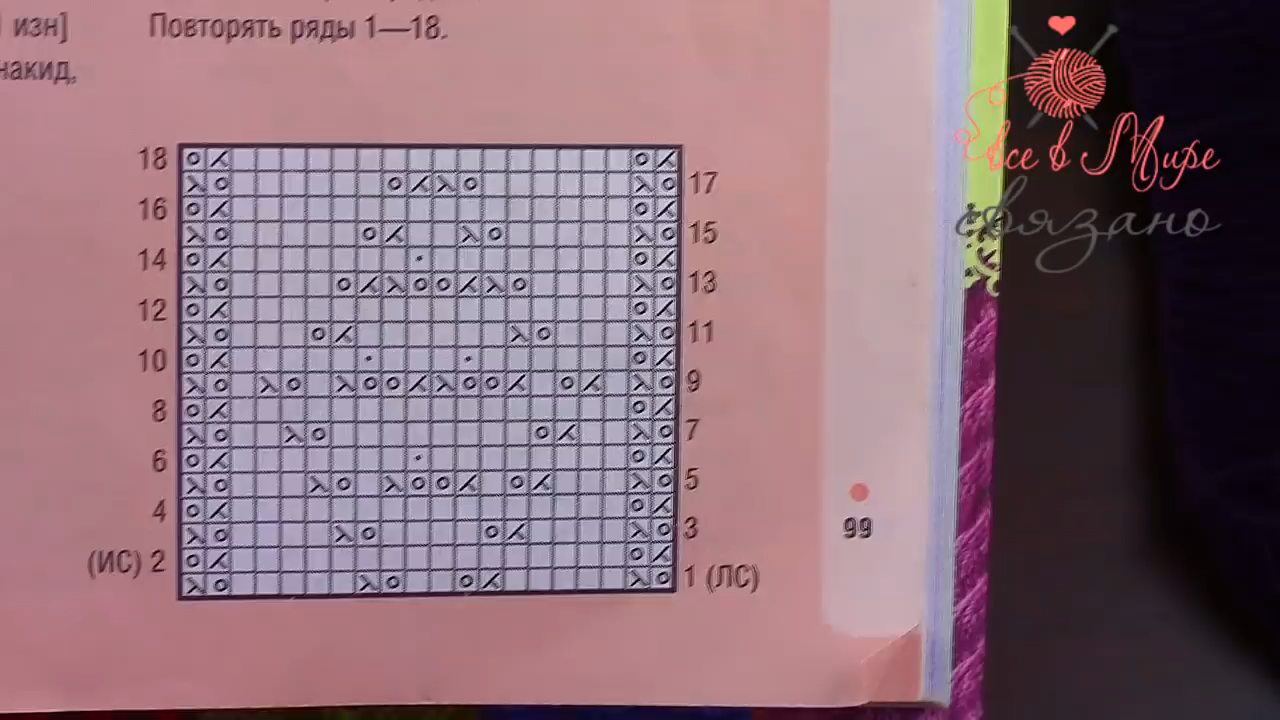 изн]
Повторять ряды 1—18.
накид,
18
17
16
15
14
13
12
11
10
9
8
7
6
5
4
3
(ИС) 2
1 (ЛС)
99
Все в Мире
связано